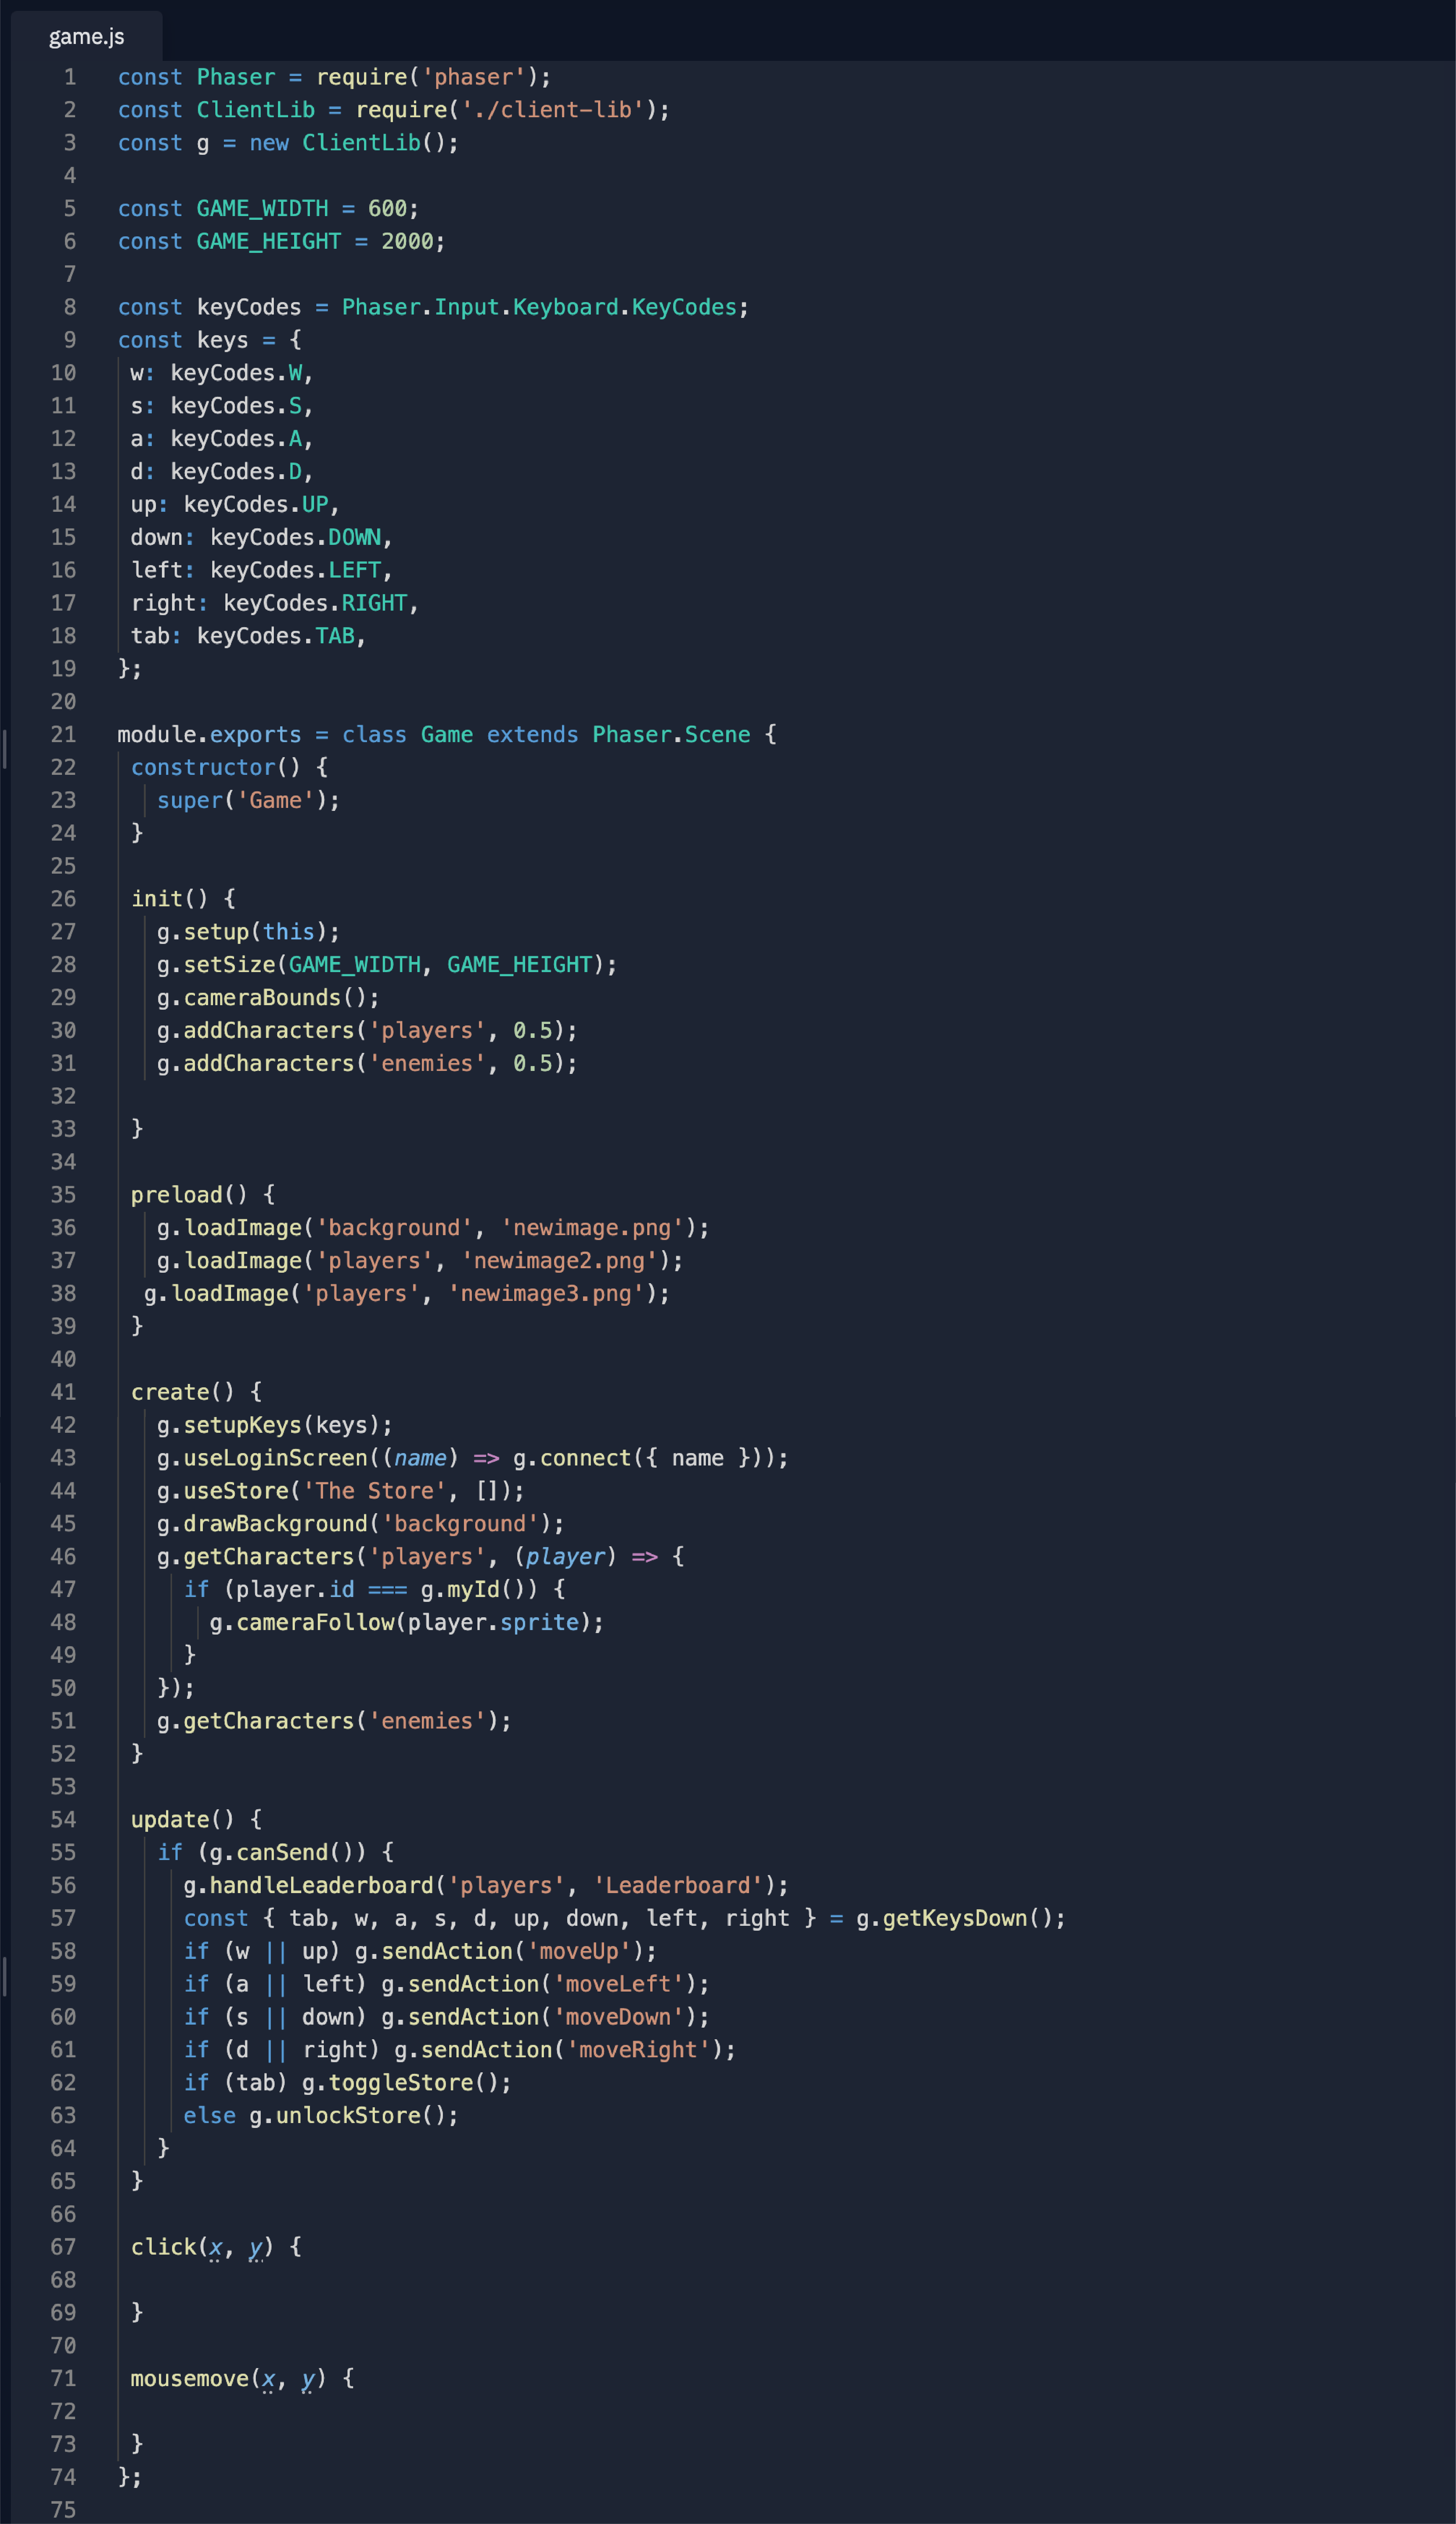 game.js
1 const Phaser = require('phaser');
2 const ClientLib = require('./client-lib');
3 const g = new ClientLib();
4
5 const GAME_WIDTH = 600;
6 const GAME_HEIGHT = 2000;
7
8 const keyCodes = Phaser.Input.Keyboard.KeyCodes;
9 const keys = {
10 w: keyCodes.W,
11 s: keyCodes.S,
12 a: keyCodes.A,
13 d: keyCodes.D,
14 up: keyCodes.UP,
15 down: keyCodes.DOWN,
16 left: keyCodes.LEFT,
17 right: keyCodes.RIGHT,
18 tab: keyCodes.TAB,
19 };
20
21 module.exports = class Game extends Phaser.Scene {
22 constructor() {
23 super('Game');
24 }
25
26 init() {
27 g.setup(this);
28 g.setSize(GAME_WIDTH, GAME_HEIGHT);
29 g.cameraBounds();
30 g.addCharacters('players', 0.5);
31 g.addCharacters('enemies', 0.5);
32
33 }
34
35 preload() {
36 g.loadImage('background', 'newimage.png');
37 g.loadImage('players', 'newimage2.png');
38 g.loadImage('players', 'newimage3.png');
39 }
40
41 create() {
42 g.setupKeys(keys);
43 g.useLoginScreen((name) => g.connect({ name }));
44 g.useStore('The Store', []);
45 g.drawBackground('background');
46 g.getCharacters('players', (player) => {
47 if (player.id === g.myId()) {
48 g.cameraFollow(player.sprite);
49 }
50 });
51 g.getCharacters('enemies');
52 }
53
54 update() {
55 if (g.canSend()) {
56 g.handleLeaderboard('players', 'Leaderboard');
57 const { tab, w, a, s, d, up, down, left, right } = g.getKeysDown();
58 if (w || up) g.sendAction('moveUp');
59 if (a || left) g.sendAction('moveLeft');
60 if (s || down) g.sendAction('moveDown');
61 if (d || right) g.sendAction('moveRight');
62 if (tab) g.toggleStore();
63 else g.unlockStore();
64 }
65 }
66
67 click(x, y) {
68
69 }
70
71 mousemove(x, y) {
72
73 }
74 };
75